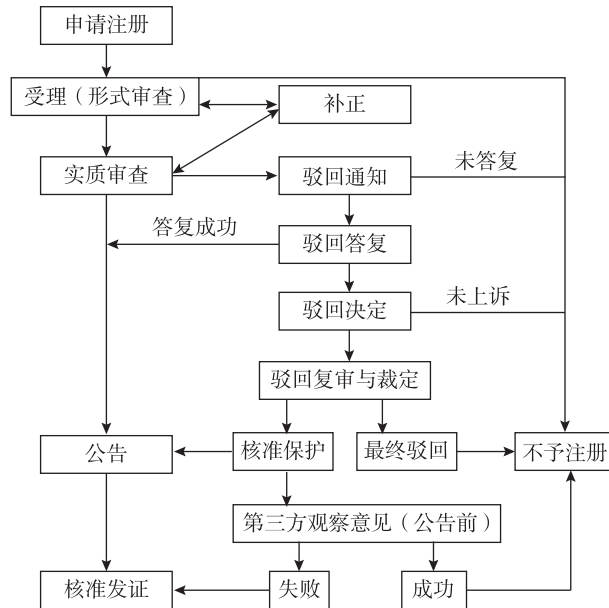 申请注册
受理（形式审查）
补正
实质审查
驳回通知
未答复
答复成功
驳回答复
驳回决定
未上诉
驳回复审与裁定
公告
核准保护
最终驳回
不予注册
第三方观察意见（公告前）
核准发证
失败
成功